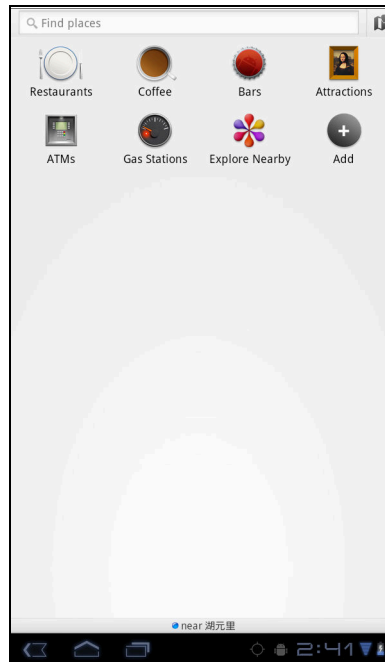 Find places
Restaurants Coffee Bars Attractions
ATMs Gas Stations Explore Nearby Add
near 湖元里
2:41